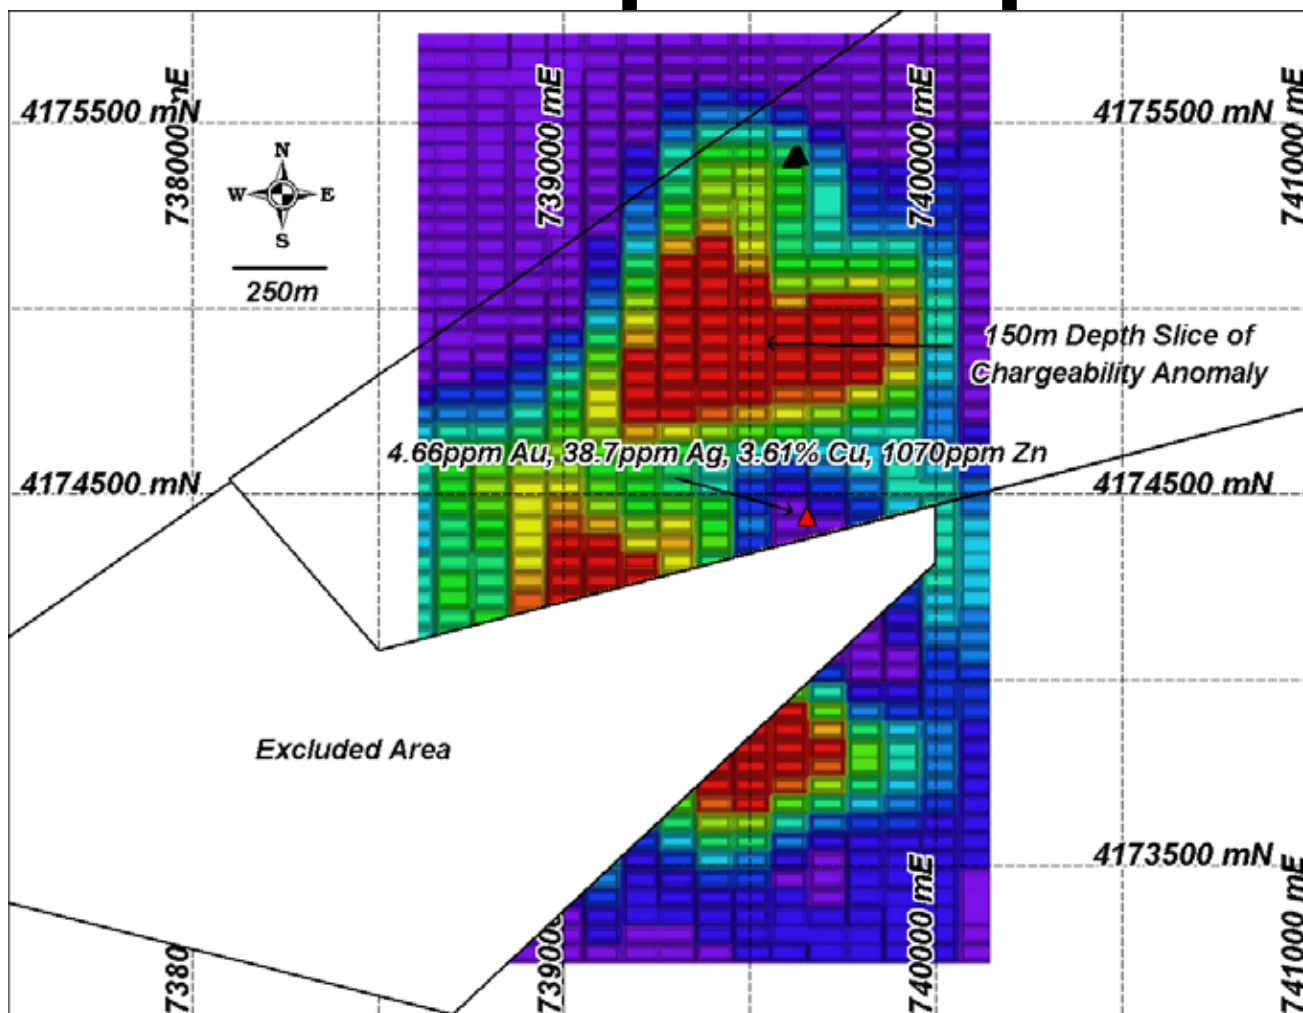 738000 mE
739000 mE
740000 mE
741000 mE
4175500 mN
4175500 mN
N
W E
S
250m
150m Depth Slice of
Chargeability Anomaly
4.66ppm Au, 38.7ppm Ag, 3.61% Cu, 1070ppm Zn
4174500 mN
4174500 mN
Excluded Area
4173500 mN
7380
73900
740000 mE
741000 mE